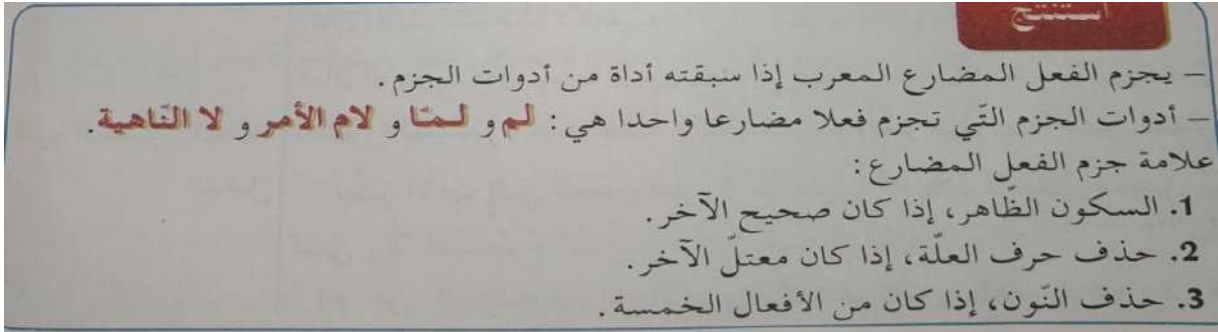 أستنتج
– يجزم الفعل المضارع المعرب إذا سبقته أداة من أدوات الجزم.
– أدوات الجزم التّي تجزم فعلا مضارعا واحدا هي: لم و لـمّا و لام الأمر و لا النّاهية.
علامة جزم الفعل المضارع:
1. السكون الظّاهر، إذا كان صحيح الآخر.
2. حذف حرف العلّة، إذا كان معتلّ الآخر.
3. حذف النّون، إذا كان من الأفعال الخمسة.